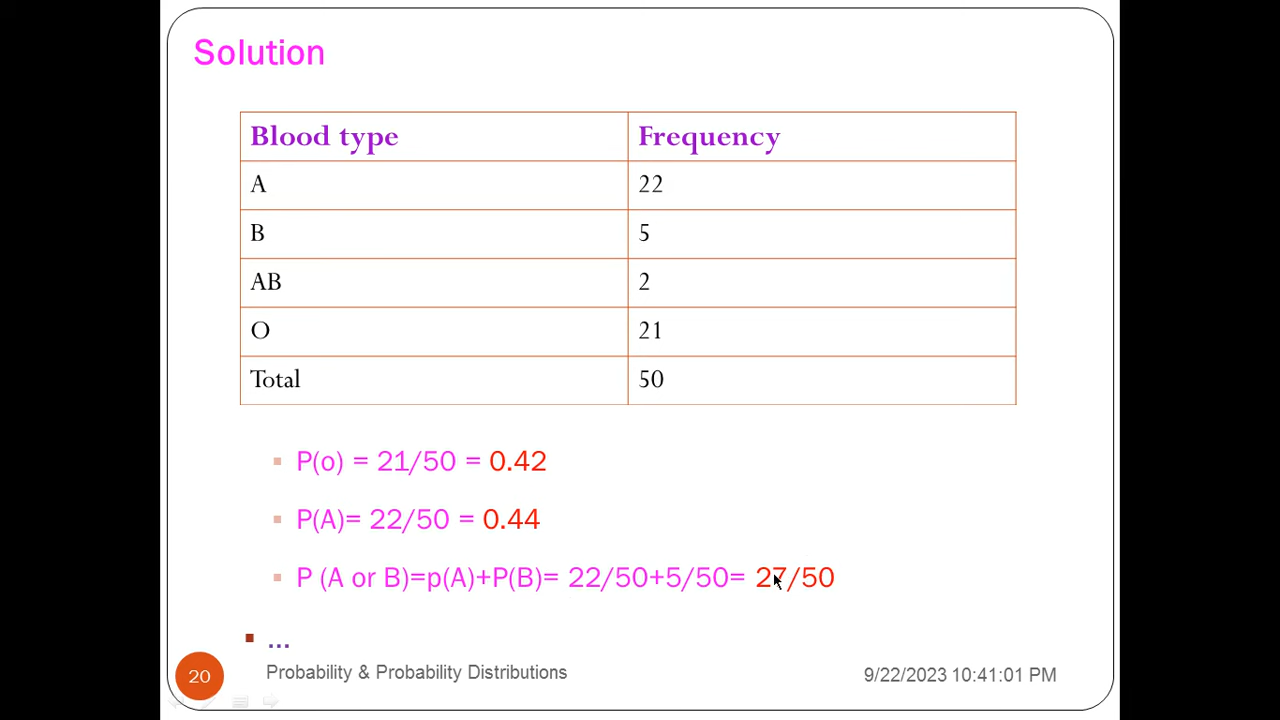 Solution
Blood type Frequency
A 22
B 5
AB 2
O 21
Total 50
P(o) = 21/50 = 0.42
P(A)= 22/50 = 0.44
P (A or B)=p(A)+P(B)= 22/50+5/50= 27/50
...
20 Probability & Probability Distributions 9/22/2023 10:41:01 PM